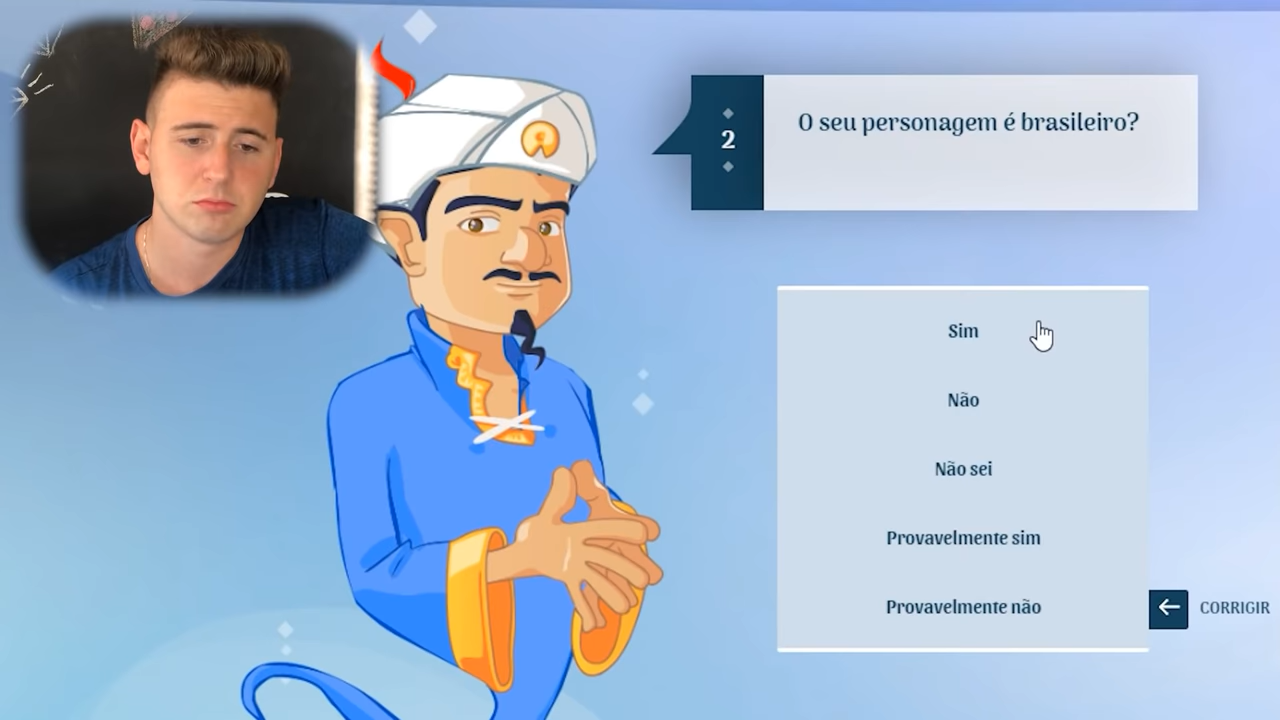 2
O seu personagem é brasileiro?
Sim
Não
Não sei
Provavelmente sim
Provavelmente não
CORRIGIR